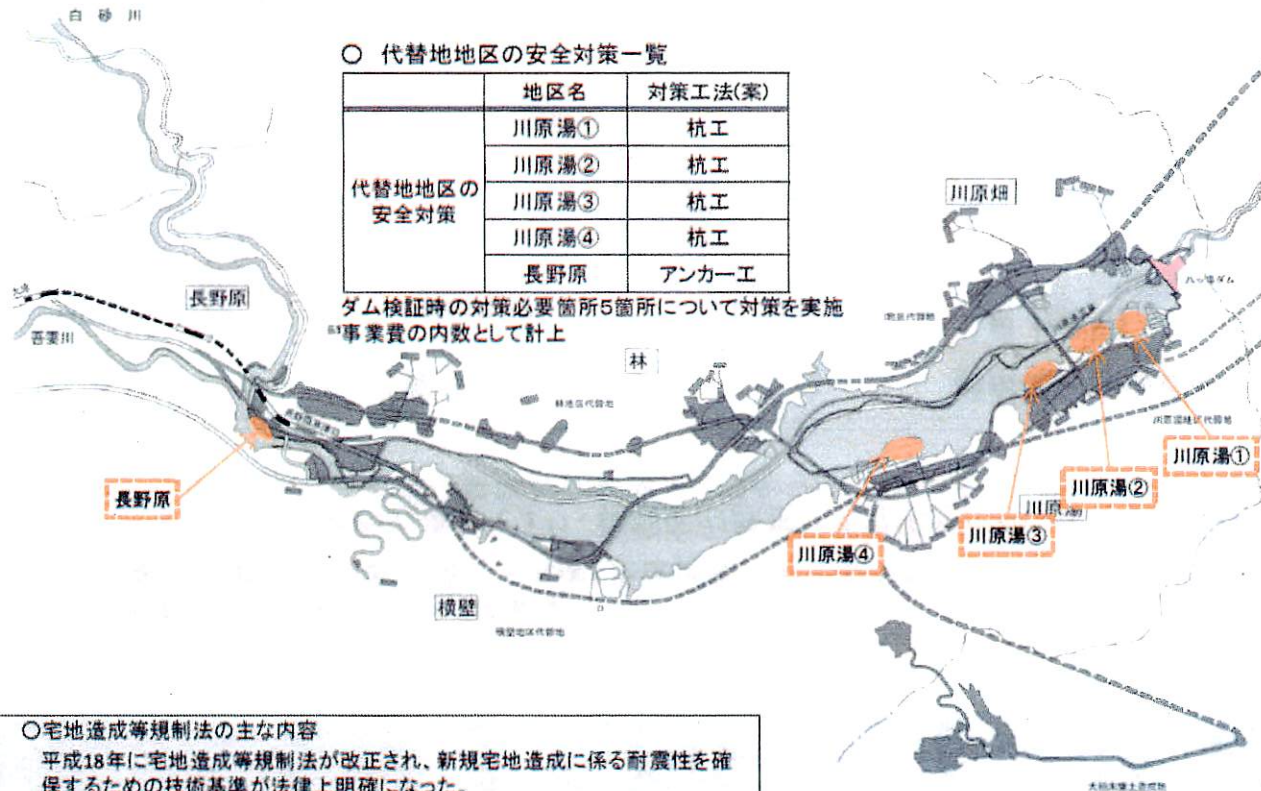 白砂川
○ 代替地地区の安全対策一覧
地区名 対策工法(案)
代替地地区の安全対策
川原湯① 杭工
川原湯② 杭工
川原湯③ 杭工
川原湯④ 杭工
長野原 アンカー工
ダム検証時の対策必要箇所5箇所について対策を実施
事業費の内数として計上
川原畑
八ッ場ダム
長野原
吾妻川
林
林地区代替地
川原湯①
川原湯②
川原湯
川原湯③
川原湯④
長野原
横壁
横壁地区代替地
○宅地造成等規制法の主な内容
平成18年に宅地造成等規制法が改正され、新規宅地造成に係る耐震性を確
保するための技術基準が法律上明確になった。